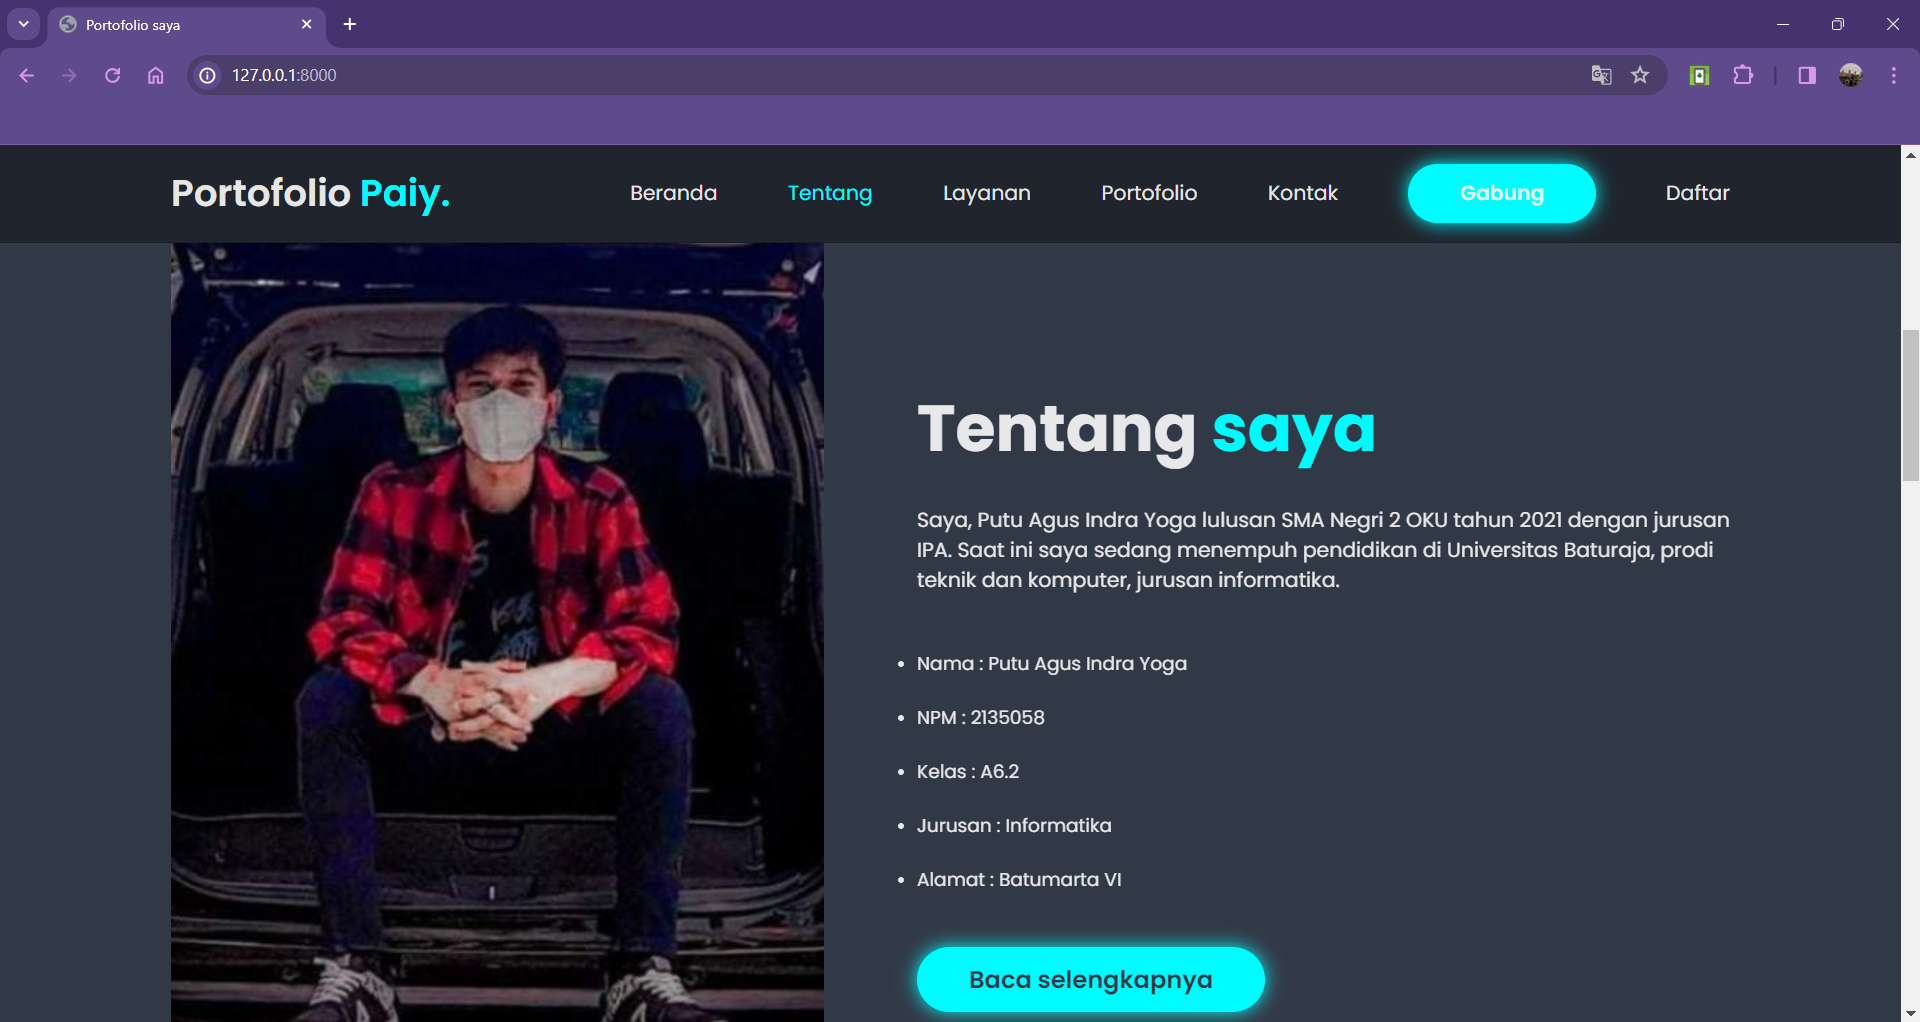 Portofolio saya
127.0.0.1:8000
Portofolio Paiy.
Beranda
Tentang
Layanan
Portofolio
Kontak
Gabung
Daftar
Tentang saya
Saya, Putu Agus Indra Yoga lulusan SMA Negri 2 OKU tahun 2021 dengan jurusan
IPA. Saat ini saya sedang menempuh pendidikan di Universitas Baturaja, prodi
teknik dan komputer, jurusan informatika.
• Nama : Putu Agus Indra Yoga
• NPM : 2135058
• Kelas : A6.2
• Jurusan : Informatika
• Alamat : Batumarta VI
Baca selengkapnya